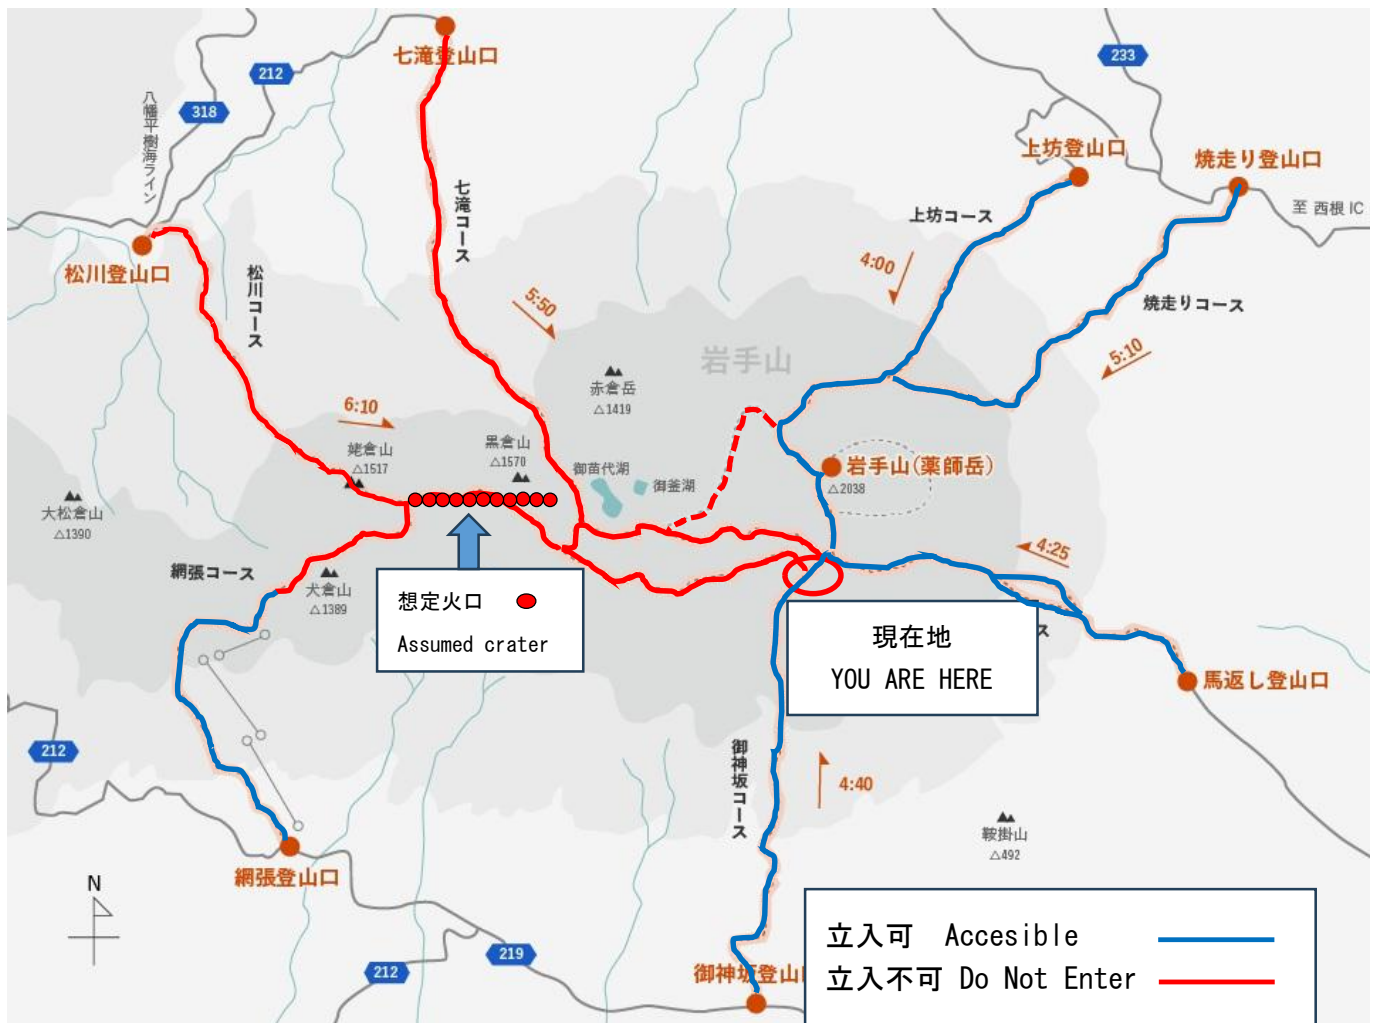 七滝登山口
212
233
318
八幡平樹海ライン
上坊登山口
焼走り登山口
至 西根 IC
七滝コース
上坊コース
松川登山口
松川コース
4:00
5:50
焼走りコース
5:10
岩手山
赤倉岳
△1419
6:10
姥倉山
△1517
黒倉山
△1570
御苗代湖
御釜湖
岩手山(薬師岳)
△2038
大松倉山
△1390
4:25
網張コース
犬倉山
△1389
想定火口
Assumed crater
現在地
YOU ARE HERE
ス
馬返し登山口
212
御神坂コース
4:40
鞍掛山
△492
網張登山口
N
立入可 Accesible
立入不可 Do Not Enter
219
212
御神坂登山口